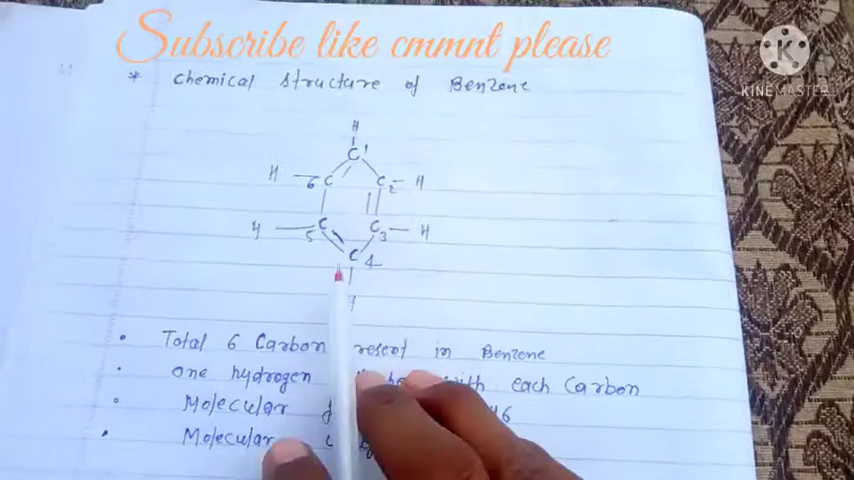 Subscribe like cmmnt please
KINEMASTER
* Chemical Structure of Benzene
H
C1
H 6 C C2 H
H 5 C C3 H
C 4
• Total 6 Carbon present in Benzene
• one hydrogen with each Carbon
• Molecular
• Molecular